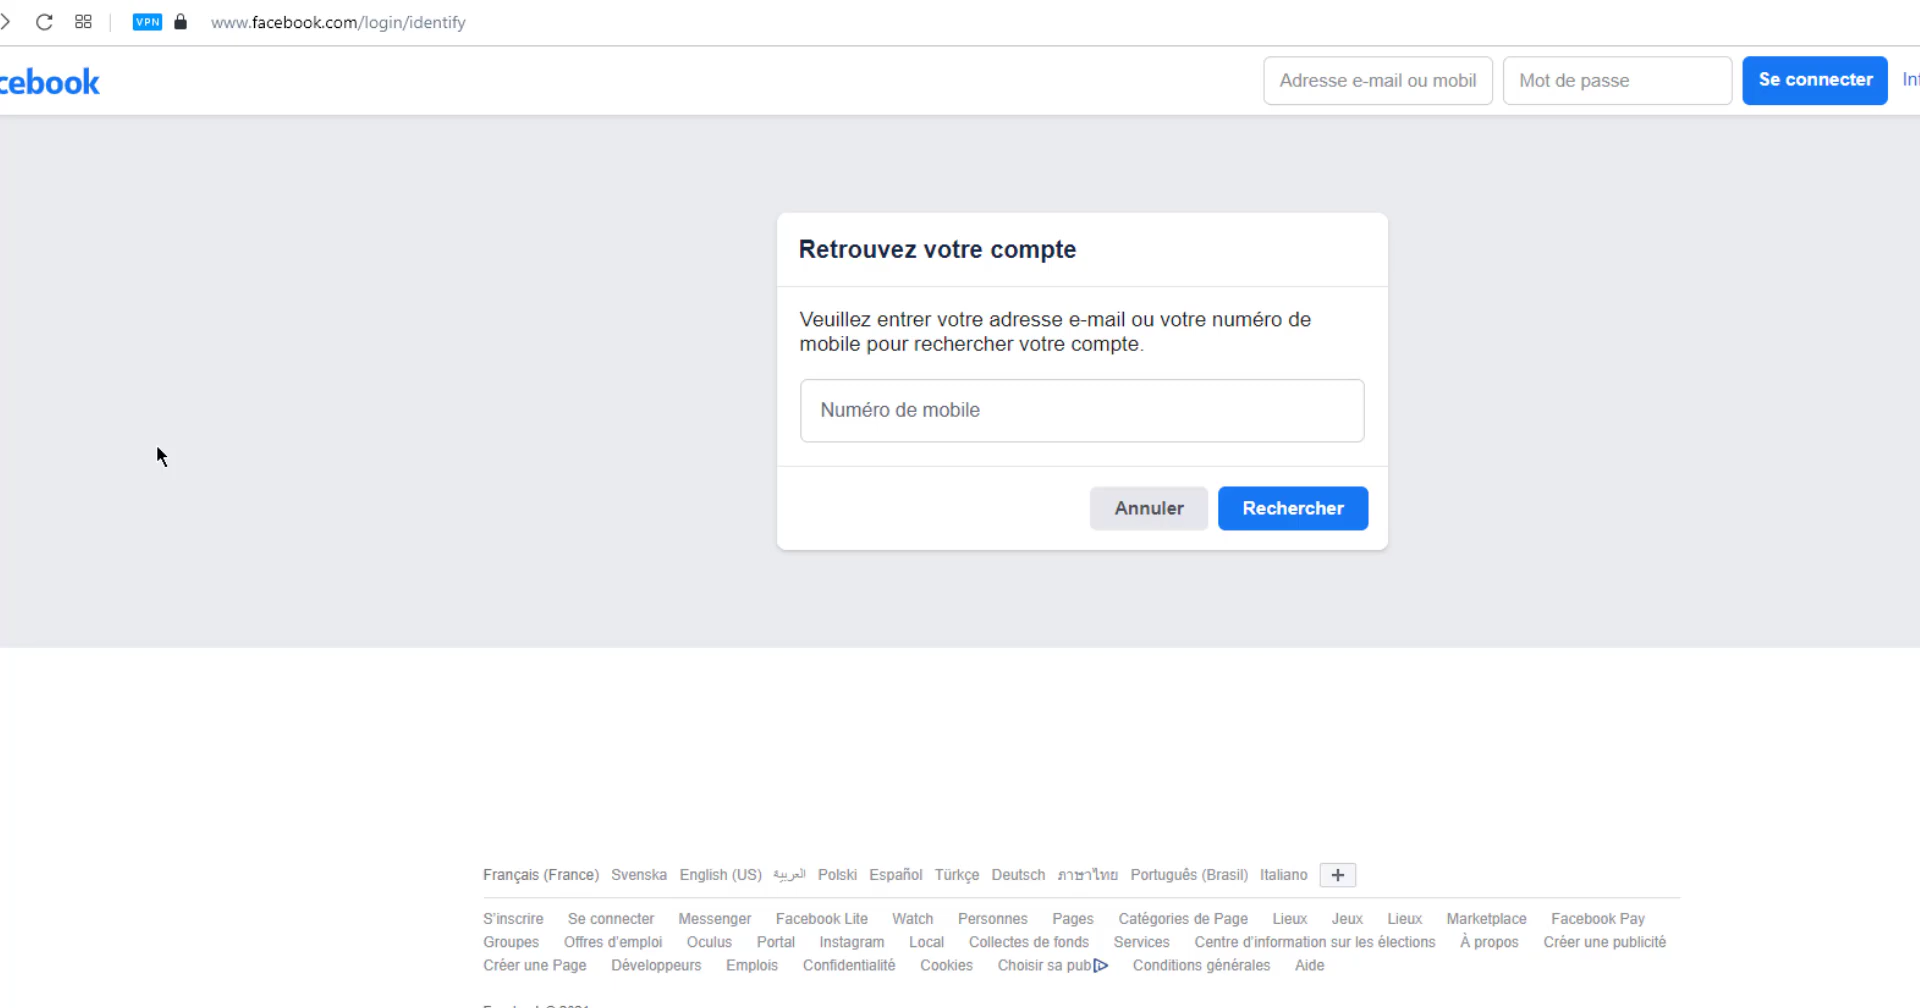 VPN www.facebook.com/login/identify
cebook Adresse e-mail ou mobil Mot de passe Se connecter
Retrouvez votre compte
Veuillez entrer votre adresse e-mail ou votre numéro de
mobile pour rechercher votre compte.
Numéro de mobile
Annuler Rechercher
Français (France) Svenska English (US) العربية Polski Español Türkçe Deutsch ภาษาไทย Português (Brasil) Italiano +
S'inscrire Se connecter Messenger Facebook Lite Watch Personnes Pages Catégories de Page Lieux Jeux Lieux Marketplace Facebook Pay
Groupes Offres d'emploi Oculus Portal Instagram Local Collectes de fonds Services Centre d'information sur les élections À propos Créer une publicité
Créer une Page Développeurs Emplois Confidentialité Cookies Choisir sa pub Conditions générales Aide